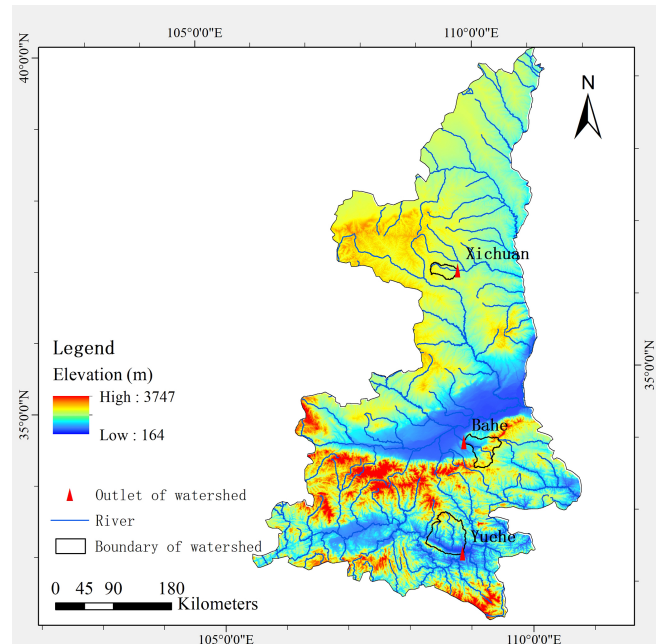 105°0'0"E 110°0'0"E
40°0'0"N
N
Xichuan
Legend
Elevation (m)
High : 3747
Low : 164
35°0'0"N
35°0'0"N
Bahe
Outlet of watershed
River
Boundary of watershed
Yuehe
0 45 90 180
Kilometers
105°0'0"E 110°0'0"E